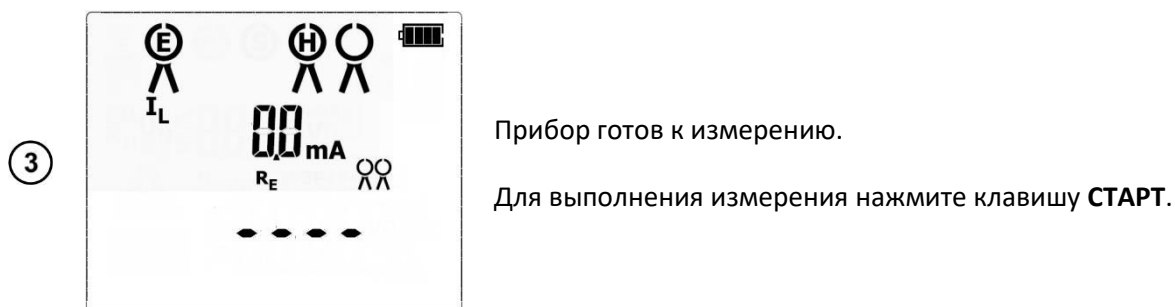 E H
I_L
3
0.0 mA
R_E
- - - -
Прибор готов к измерению.
Для выполнения измерения нажмите клавишу СТАРТ.